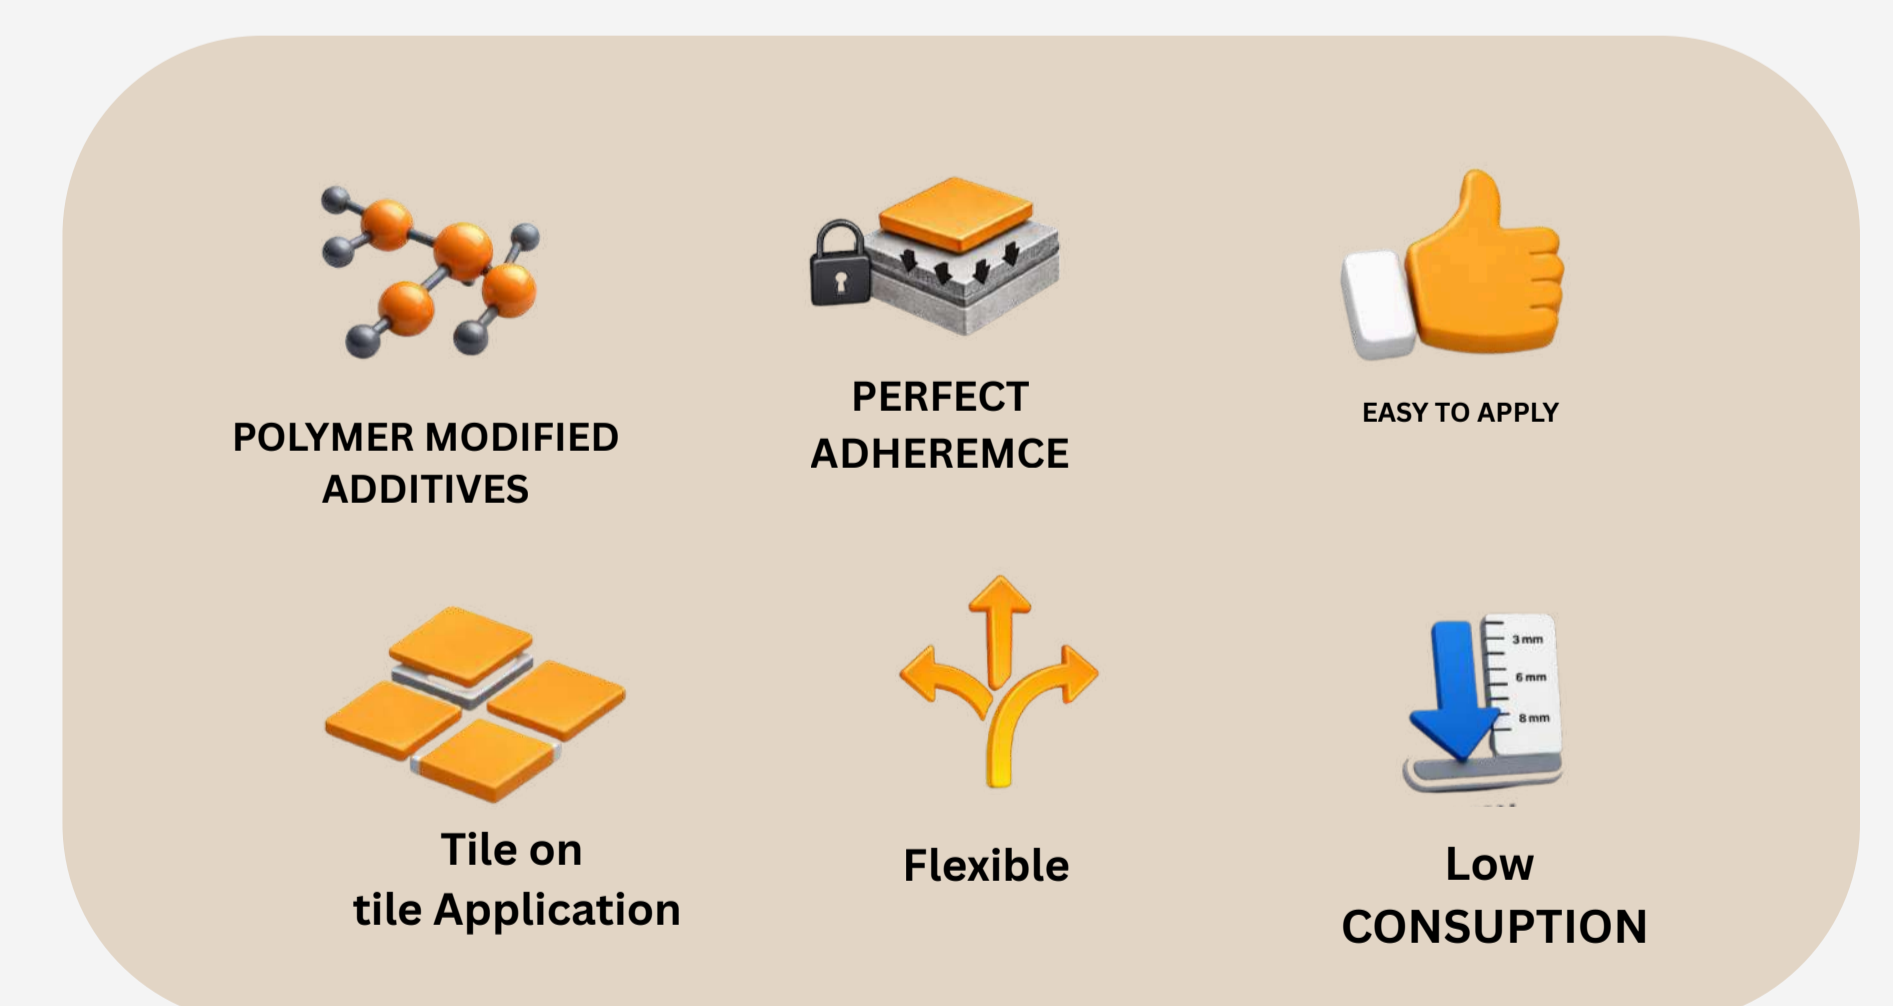 POLYMER MODIFIED
ADDITIVES
PERFECT
ADHEREMCE
EASY TO APPLY
3 mm
6 mm
8 mm
Tile on
tile Application
Flexible
Low
CONSUPTION